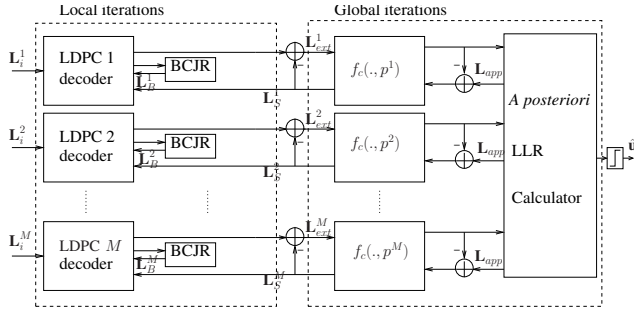 Local iterations Global iterations
L_i^1 LDPC 1 decoder BCJR L_B^1 L_ext^1 L_S^1 f_c(., p^1) L_app
L_i^2 LDPC 2 decoder BCJR L_B^2 L_ext^2 L_S^2 f_c(., p^2) L_app
L_i^M LDPC M decoder BCJR L_B^M L_ext^M L_S^M f_c(., p^M) L_app
A posteriori
LLR
Calculator
û